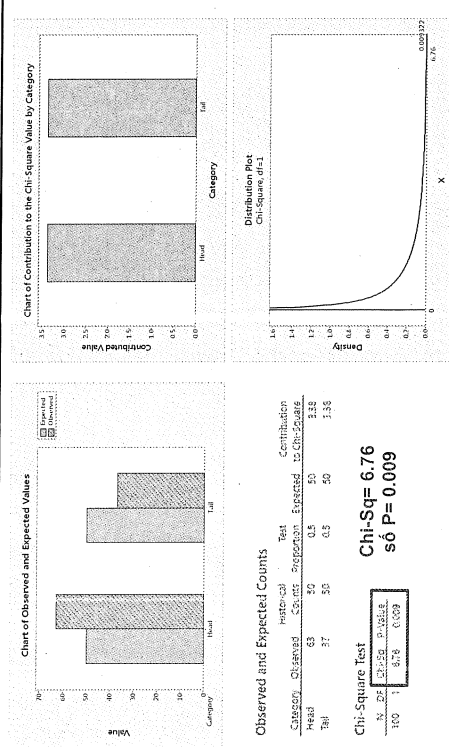 Chart of Observed and Expected Values
Expected
Observed
70
60
50
40
30
20
10
0
Value
Category
Head
Tail
Chart of Contribution to the Chi-Square Value by Category
3.5
3.0
2.5
2.0
1.5
1.0
0.5
0.0
Contributed Value
Head
Tail
Category
Observed and Expected Counts
Historical Test Contribution
Category Observed Counts Proportion Expected to Chi-Square
Head 63 50 0.5 50 3.38
Tail 37 50 0.5 50 3.38
Chi-Square Test
N DF Chi-Sq P-Value
100 1 6.76 0.009
Chi-Sq= 6.76
số P= 0.009
Distribution Plot
Chi-Square, df=1
1.6
1.4
1.2
1.0
0.8
0.6
0.4
0.2
0.0
Density
0.009322
0
6.76
X